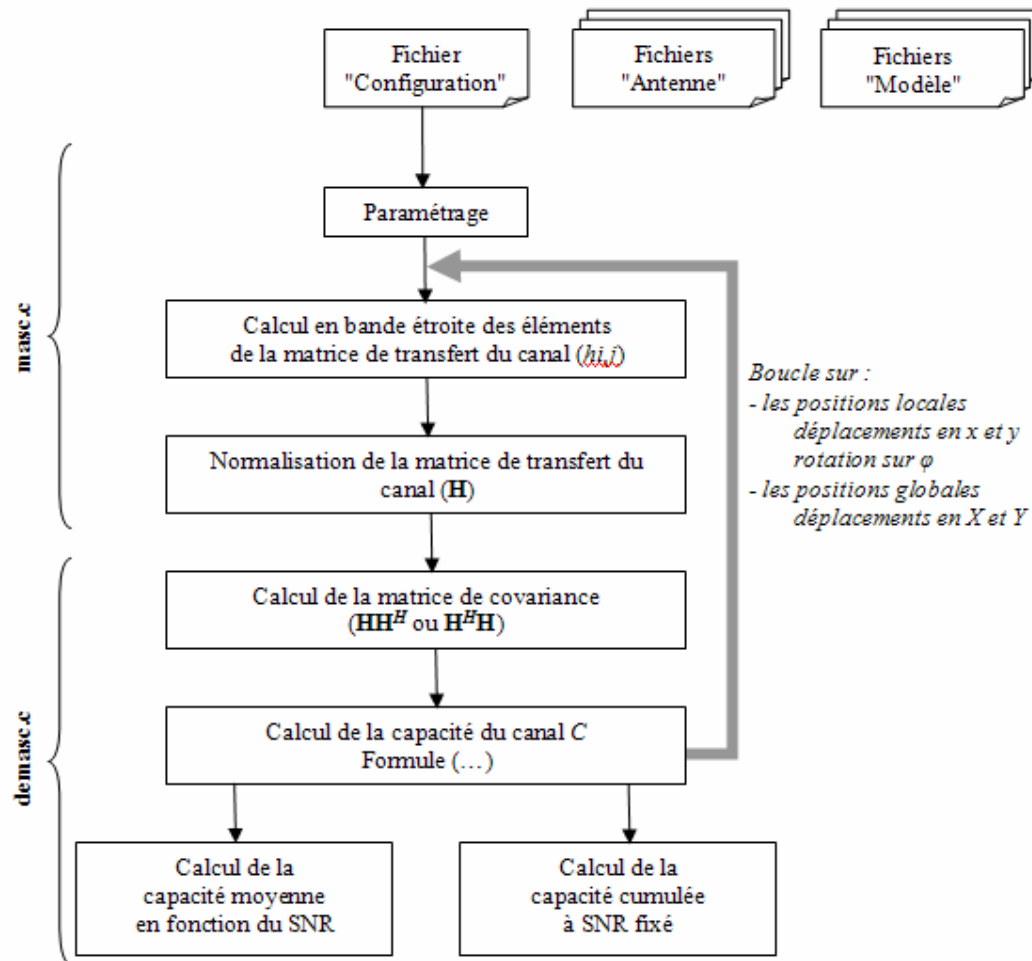 Fichier
"Configuration"
Fichiers
"Antenne"
Fichiers
"Modèle"
masc.c
Paramétrage
Calcul en bande étroite des éléments
de la matrice de transfert du canal (hi,j)
Normalisation de la matrice de transfert du
canal (H)
Boucle sur :
- les positions locales
déplacements en x et y
rotation sur φ
- les positions globales
déplacements en X et Y
demasc.c
Calcul de la matrice de covariance
(HHᴴ ou HᴴH)
Calcul de la capacité du canal C
Formule (…)
Calcul de la
capacité moyenne
en fonction du SNR
Calcul de la
capacité cumulée
à SNR fixé